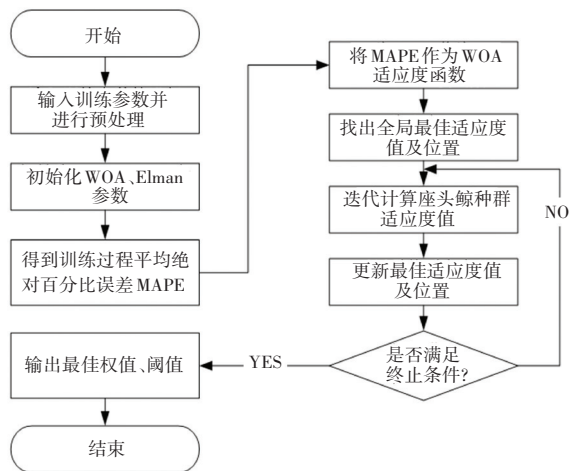 开始
输入训练参数并
进行预处理
初始化WOA、Elman
参数
得到训练过程平均绝
对百分比误差MAPE
将MAPE作为WOA
适应度函数
找出全局最佳适应度
值及位置
迭代计算座头鲸种群
适应度值
更新最佳适应度值
及位置
是否满足
终止条件?
NO
YES
输出最佳权值、阈值
结束